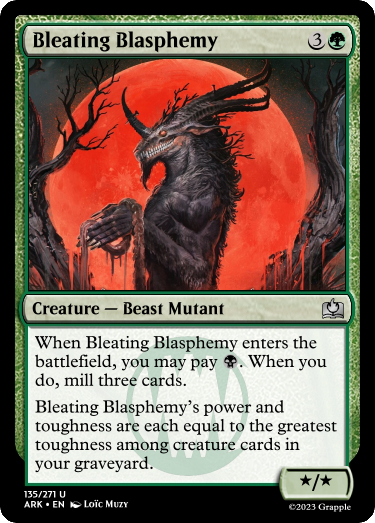 Bleating Blasphemy 3
Creature — Beast Mutant
When Bleating Blasphemy enters the
battlefield, you may pay . When you
do, mill three cards.
Bleating Blasphemy's power and
toughness are each equal to the greatest
toughness among creature cards in
your graveyard.
*/*
135/271 U
ARK • EN Loïc Muzy
©2023 Grapple